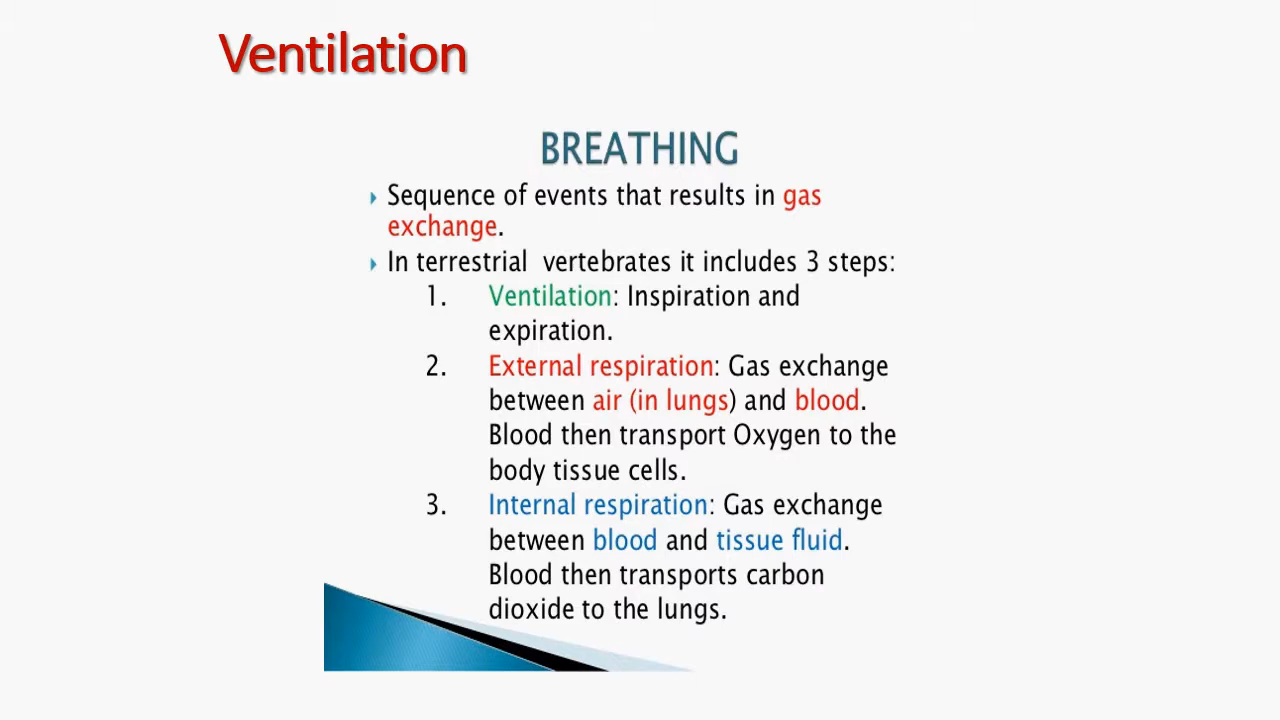 Ventilation
BREATHING
Sequence of events that results in gas
exchange.
In terrestrial vertebrates it includes 3 steps:
1. Ventilation: Inspiration and
expiration.
2. External respiration: Gas exchange
between air (in lungs) and blood.
Blood then transport Oxygen to the
body tissue cells.
3. Internal respiration: Gas exchange
between blood and tissue fluid.
Blood then transports carbon
dioxide to the lungs.